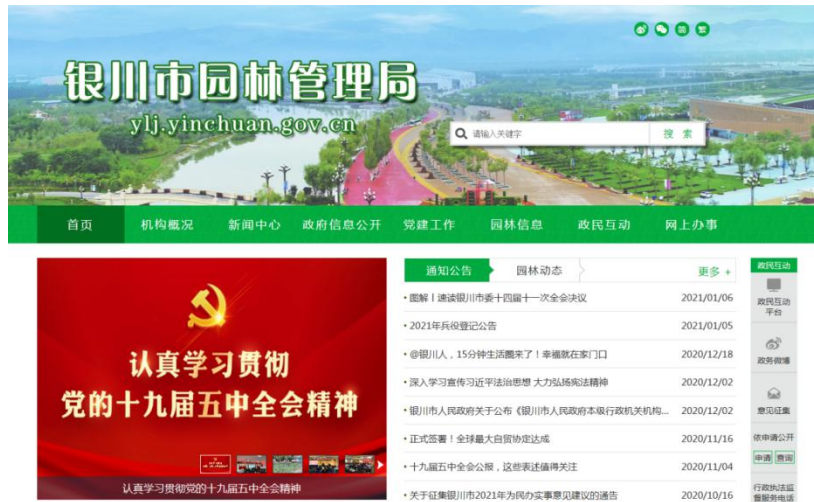 简 繁
银川市园林管理局
ylj.yinchuan.gov.cn
请输入关键字
搜 索
首页 机构概况 新闻中心 政府信息公开 党建工作 园林信息 政民互动 网上办事
认真学习贯彻
党的十九届五中全会精神
认真学习贯彻党的十九届五中全会精神
通知公告 园林动态 更多 +
·图解丨速读银川市委十四届十一次全会决议 2021/01/06
·2021年兵役登记公告 2021/01/05
·@银川人，15分钟生活圈来了！幸福就在家门口 2020/12/18
·深入学习宣传习近平法治思想 大力弘扬宪法精神 2020/12/02
·银川市人民政府关于公布《银川市人民政府本级行政机关机构... 2020/12/02
·正式签署！全球最大自贸协定达成 2020/11/16
·十九届五中全会公报，这些表述值得关注 2020/11/04
·关于征集银川市2021年为民办实事意见建议的通告 2020/10/16
政民互动
政民互动
平台
政务微博
意见征集
依申请公开
申请 查询
行政执法监
督服务电话